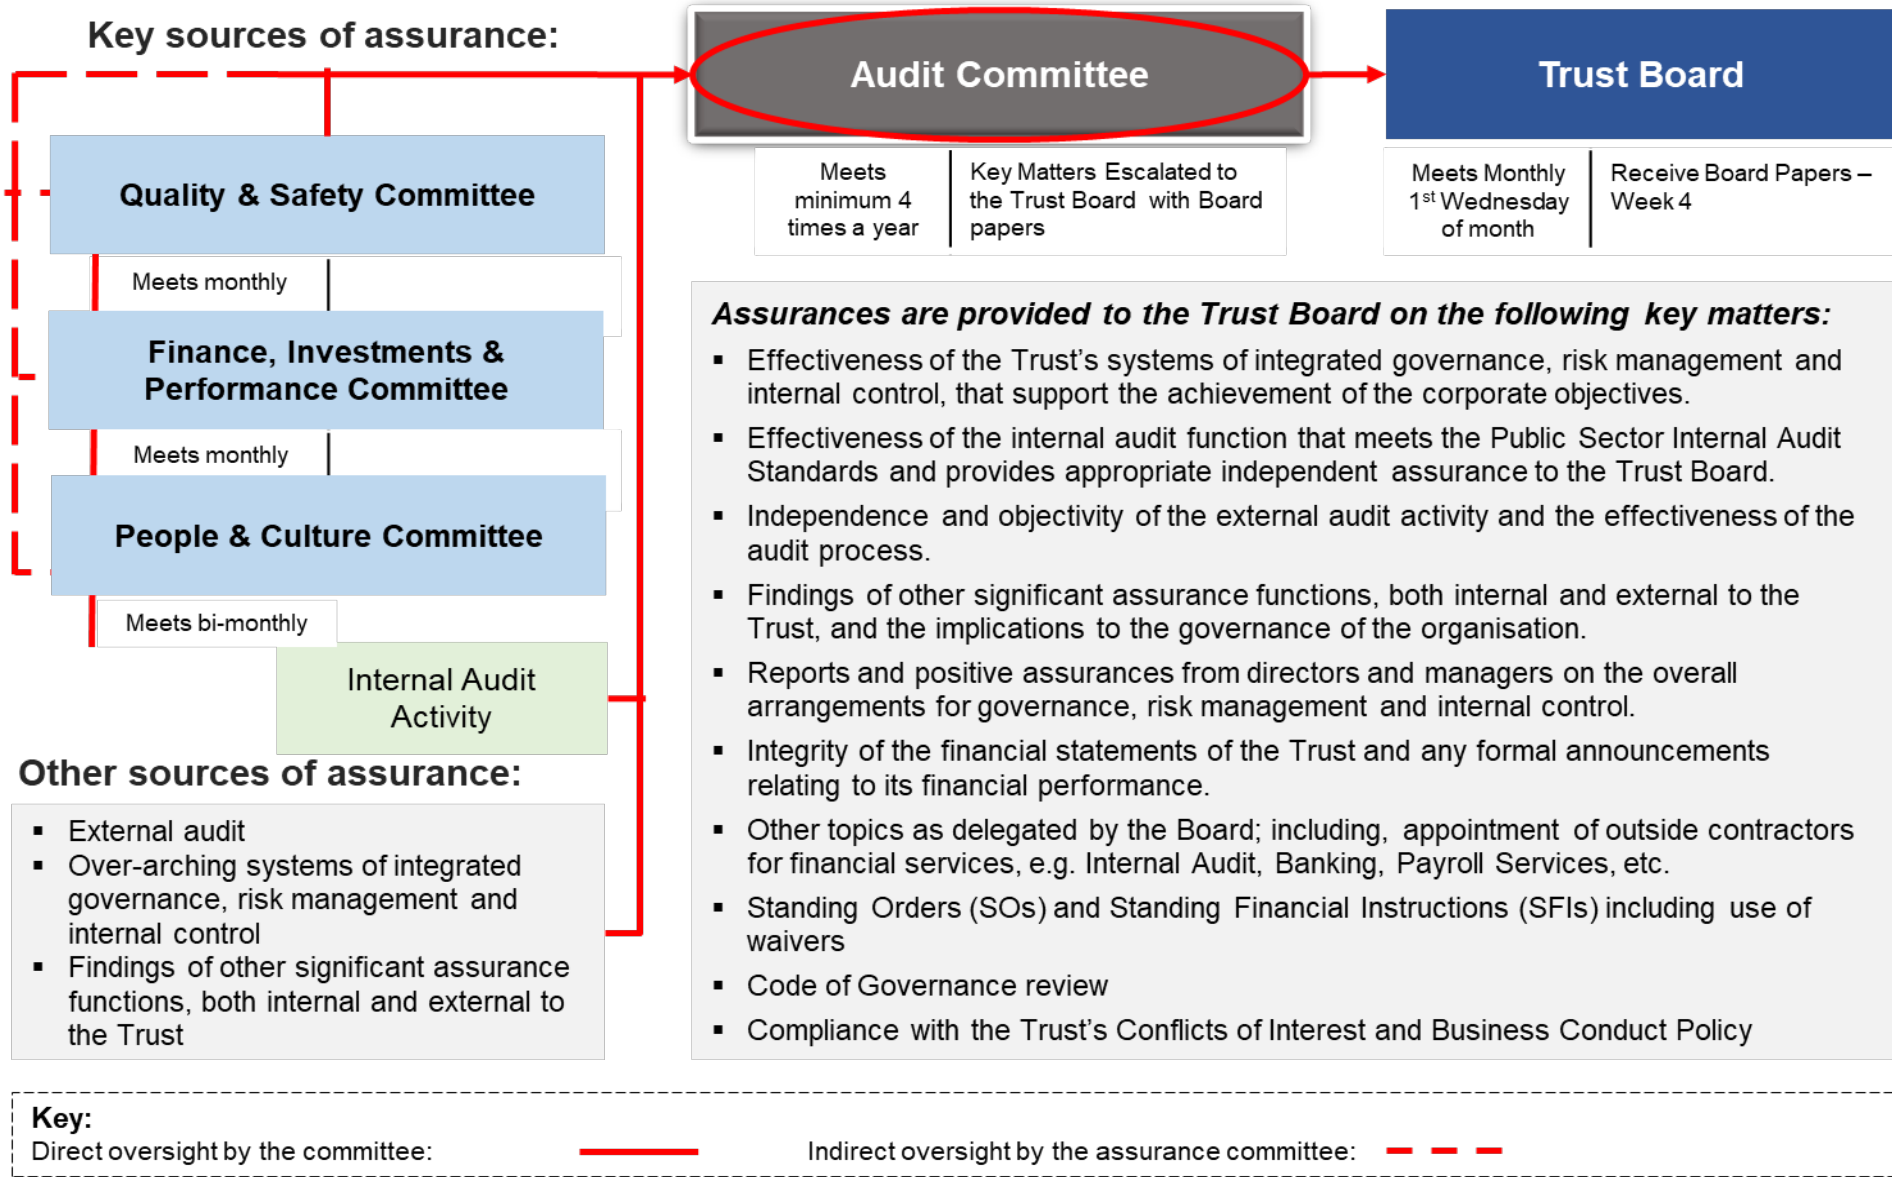 Key sources of assurance:
Audit Committee
Trust Board
Meets
minimum 4
times a year
Key Matters Escalated to
the Trust Board with Board
papers
Meets Monthly
1st Wednesday
of month
Receive Board Papers –
Week 4
Quality & Safety Committee
Meets monthly
Finance, Investments &
Performance Committee
Meets monthly
People & Culture Committee
Meets bi-monthly
Internal Audit
Activity
Other sources of assurance:
▪ External audit
▪ Over-arching systems of integrated
governance, risk management and
internal control
▪ Findings of other significant assurance
functions, both internal and external to
the Trust
Assurances are provided to the Trust Board on the following key matters:
▪ Effectiveness of the Trust’s systems of integrated governance, risk management and
internal control, that support the achievement of the corporate objectives.
▪ Effectiveness of the internal audit function that meets the Public Sector Internal Audit
Standards and provides appropriate independent assurance to the Trust Board.
▪ Independence and objectivity of the external audit activity and the effectiveness of the
audit process.
▪ Findings of other significant assurance functions, both internal and external to the
Trust, and the implications to the governance of the organisation.
▪ Reports and positive assurances from directors and managers on the overall
arrangements for governance, risk management and internal control.
▪ Integrity of the financial statements of the Trust and any formal announcements
relating to its financial performance.
▪ Other topics as delegated by the Board; including, appointment of outside contractors
for financial services, e.g. Internal Audit, Banking, Payroll Services, etc.
▪ Standing Orders (SOs) and Standing Financial Instructions (SFIs) including use of
waivers
▪ Code of Governance review
▪ Compliance with the Trust’s Conflicts of Interest and Business Conduct Policy
Key:
Direct oversight by the committee:
Indirect oversight by the assurance committee: